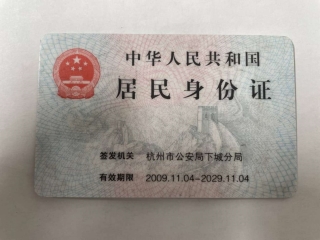 中华人民共和国
居民身份证
签发机关 杭州市公安局下城分局
有效期限 2009.11.04-2029.11.04